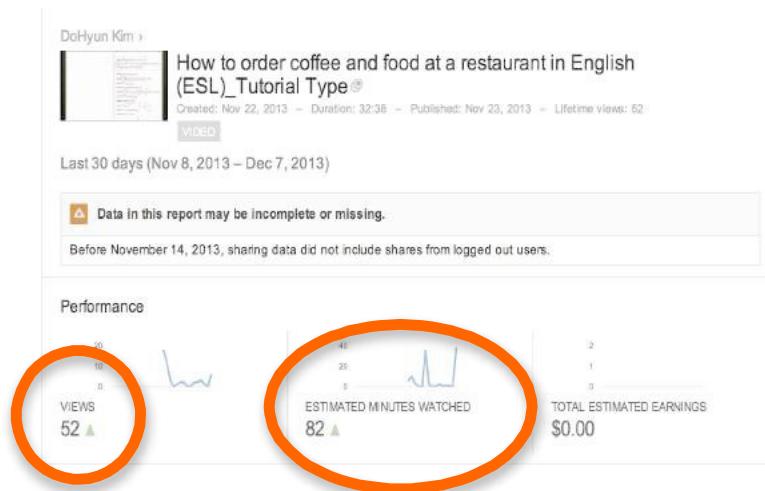 DoHyun Kim ›
How to order coffee and food at a restaurant in English
(ESL)_Tutorial Type
Created: Nov 22, 2013 – Duration: 32:38 – Published: Nov 23, 2013 – Lifetime views: 52
VIDEO
Last 30 days (Nov 8, 2013 – Dec 7, 2013)
Data in this report may be incomplete or missing.
Before November 14, 2013, sharing data did not include shares from logged out users.
Performance
20 40 2
10 20 1
0 0 0
VIEWS ESTIMATED MINUTES WATCHED TOTAL ESTIMATED EARNINGS
52 82 $0.00